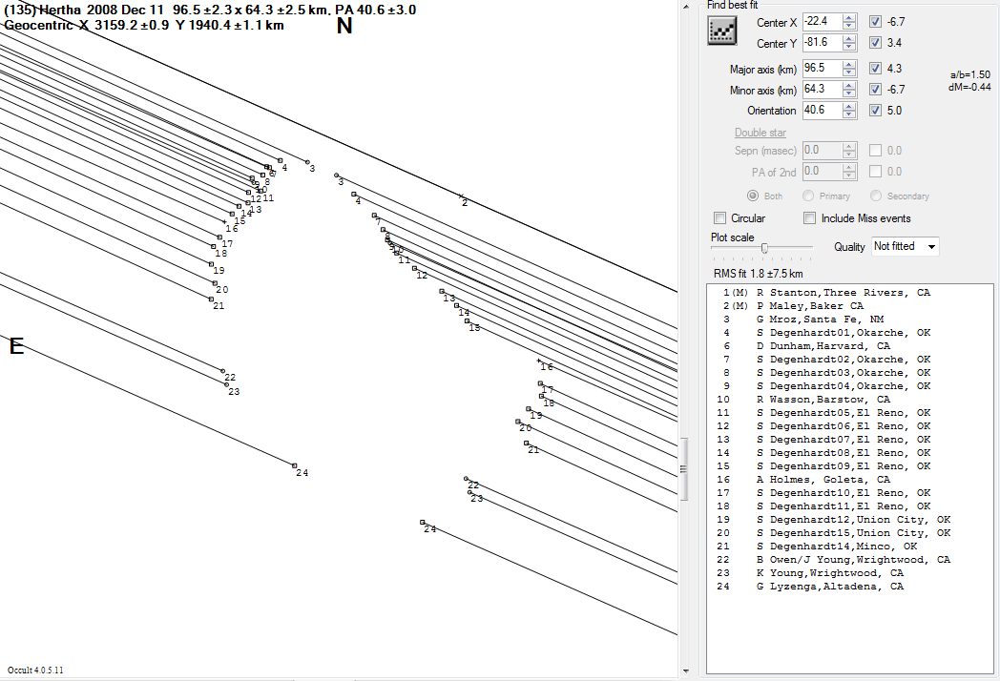 (135) Hertha 2008 Dec 11 96.5 ±2.3 x 64.3 ±2.5 km, PA 40.6 ±3.0
Geocentric X 3159.2 ±0.9 Y 1940.4 ±1.1 km
N
E
3
4
6
7
8
9
10
11
12
13
14
15
16
17
18
19
20
21
22
23
24
2
3
4
7
8
9
10
11
12
13
14
15
16
17
18
19
20
21
22
23
24
Occult 4.0.5.11
Find best fit
Center X -22.4 -6.7
Center Y -81.6 3.4
Major axis (km) 96.5 4.3
Minor axis (km) 64.3 -6.7
a/b=1.50
dM=-0.44
Orientation 40.6 5.0
Double star
Sepn (masec) 0.0 0.0
PA of 2nd 0.0 0.0
Both Primary Secondary
Circular Include Miss events
Plot scale
Quality Not fitted
RMS fit 1.8 ±7.5 km
1(M) R Stanton,Three Rivers, CA
2(M) P Maley,Baker CA
3 G Mroz,Santa Fe, NM
4 S Degenhardt01,Okarche, OK
6 D Dunham,Harvard, CA
7 S Degenhardt02,Okarche, OK
8 S Degenhardt03,Okarche, OK
9 S Degenhardt04,Okarche, OK
10 R Wasson,Barstow, CA
11 S Degenhardt05,El Reno, OK
12 S Degenhardt06,El Reno, OK
13 S Degenhardt07,El Reno, OK
14 S Degenhardt08,El Reno, OK
15 S Degenhardt09,El Reno, OK
16 A Holmes, Goleta, CA
17 S Degenhardt10,El Reno, OK
18 S Degenhardt11,El Reno, OK
19 S Degenhardt12,Union City, OK
20 S Degenhardt15,Union City, OK
21 S Degenhardt14,Minco, OK
22 B Owen/J Young,Wrightwood, CA
23 K Young,Wrightwood, CA
24 G Lyzenga,Altadena, CA